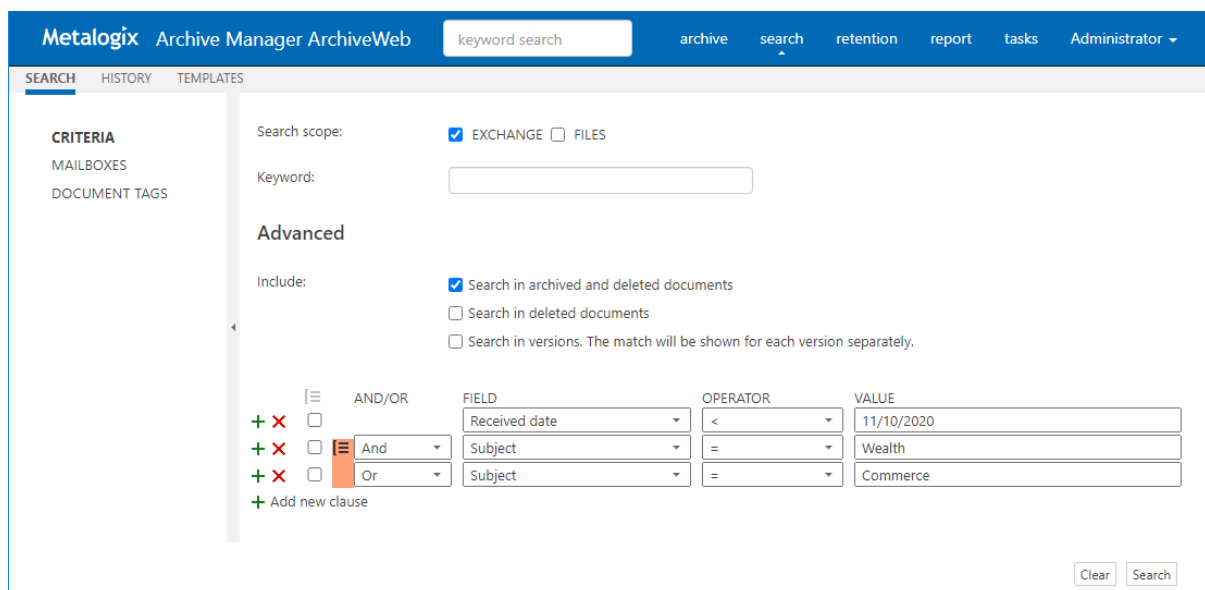 Metalogix Archive Manager ArchiveWeb keyword search archive search retention report tasks Administrator
SEARCH HISTORY TEMPLATES
CRITERIA
MAILBOXES
DOCUMENT TAGS
Search scope: EXCHANGE FILES
Keyword:
Advanced
Include: Search in archived and deleted documents
Search in deleted documents
Search in versions. The match will be shown for each version separately.
AND/OR FIELD OPERATOR VALUE
Received date < 11/10/2020
And Subject = Wealth
Or Subject = Commerce
+ Add new clause
Clear Search